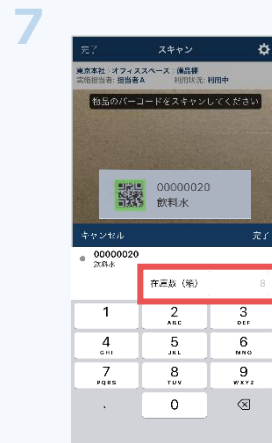 7
完了 スキャン
東京本社 オフィススペース 備品棚
実施担当者: 担当者A 利用状況: 利用中
物品のバーコードをスキャンしてください
00000020
飲料水
キャンセル 完了
00000020
飲料水
在庫数(箱) 8
1 2 3
ABC DEF
4 5 6
GHI JKL MNO
7 8 9
PQRS TUV WXYZ
. 0